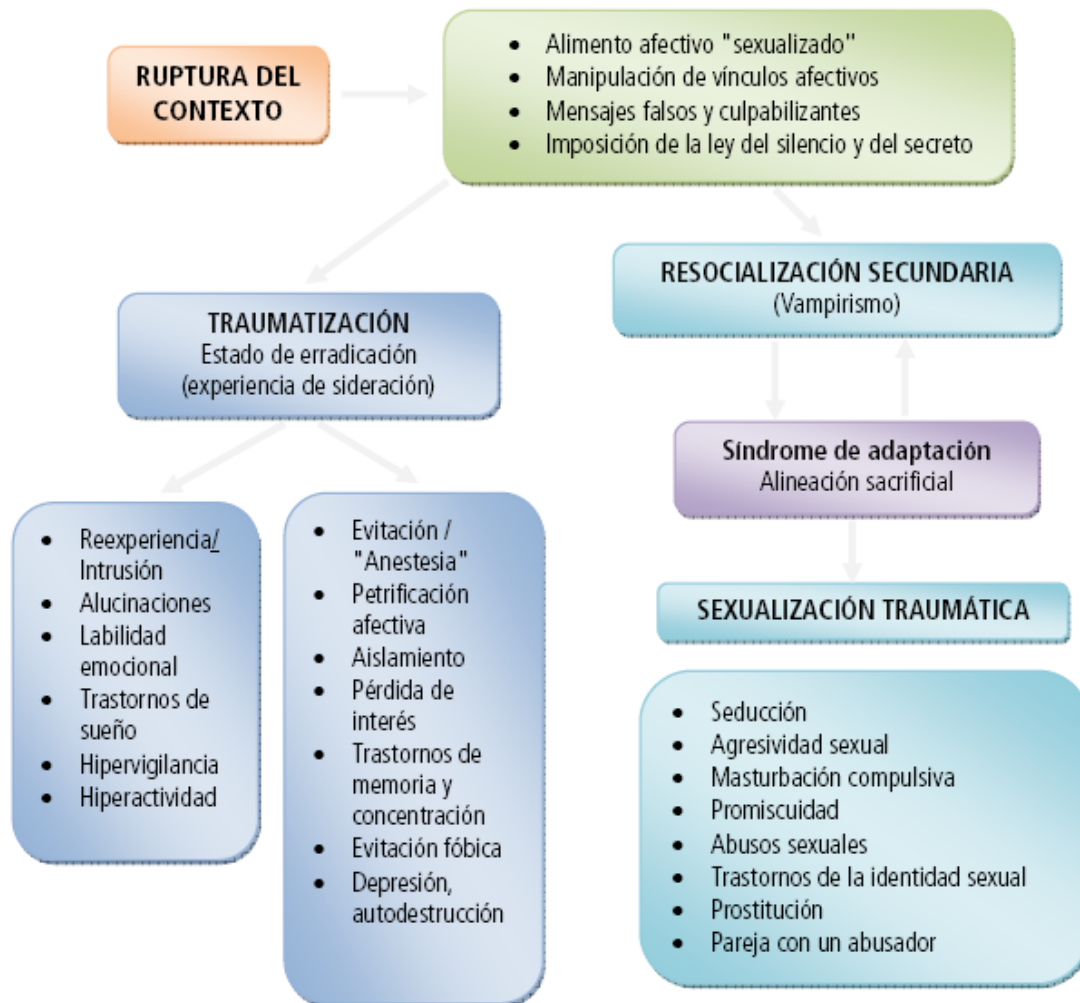 RUPTURA DEL
CONTEXTO
• Alimento afectivo "sexualizado"
• Manipulación de vínculos afectivos
• Mensajes falsos y culpabilizantes
• Imposición de la ley del silencio y del secreto
TRAUMATIZACIÓN
Estado de erradicación
(experiencia de sideración)
RESOCIALIZACIÓN SECUNDARIA
(Vampirismo)
Síndrome de adaptación
Alineación sacrificial
• Reexperiencia/
Intrusión
• Alucinaciones
• Labilidad
emocional
• Trastornos de
sueño
• Hipervigilancia
• Hiperactividad
• Evitación /
"Anestesia"
• Petrificación
afectiva
• Aislamiento
• Pérdida de
interés
• Trastornos de
memoria y
concentración
• Evitación fóbica
• Depresión,
autodestrucción
SEXUALIZACIÓN TRAUMÁTICA
• Seducción
• Agresividad sexual
• Masturbación compulsiva
• Promiscuidad
• Abusos sexuales
• Trastornos de la identidad sexual
• Prostitución
• Pareja con un abusador